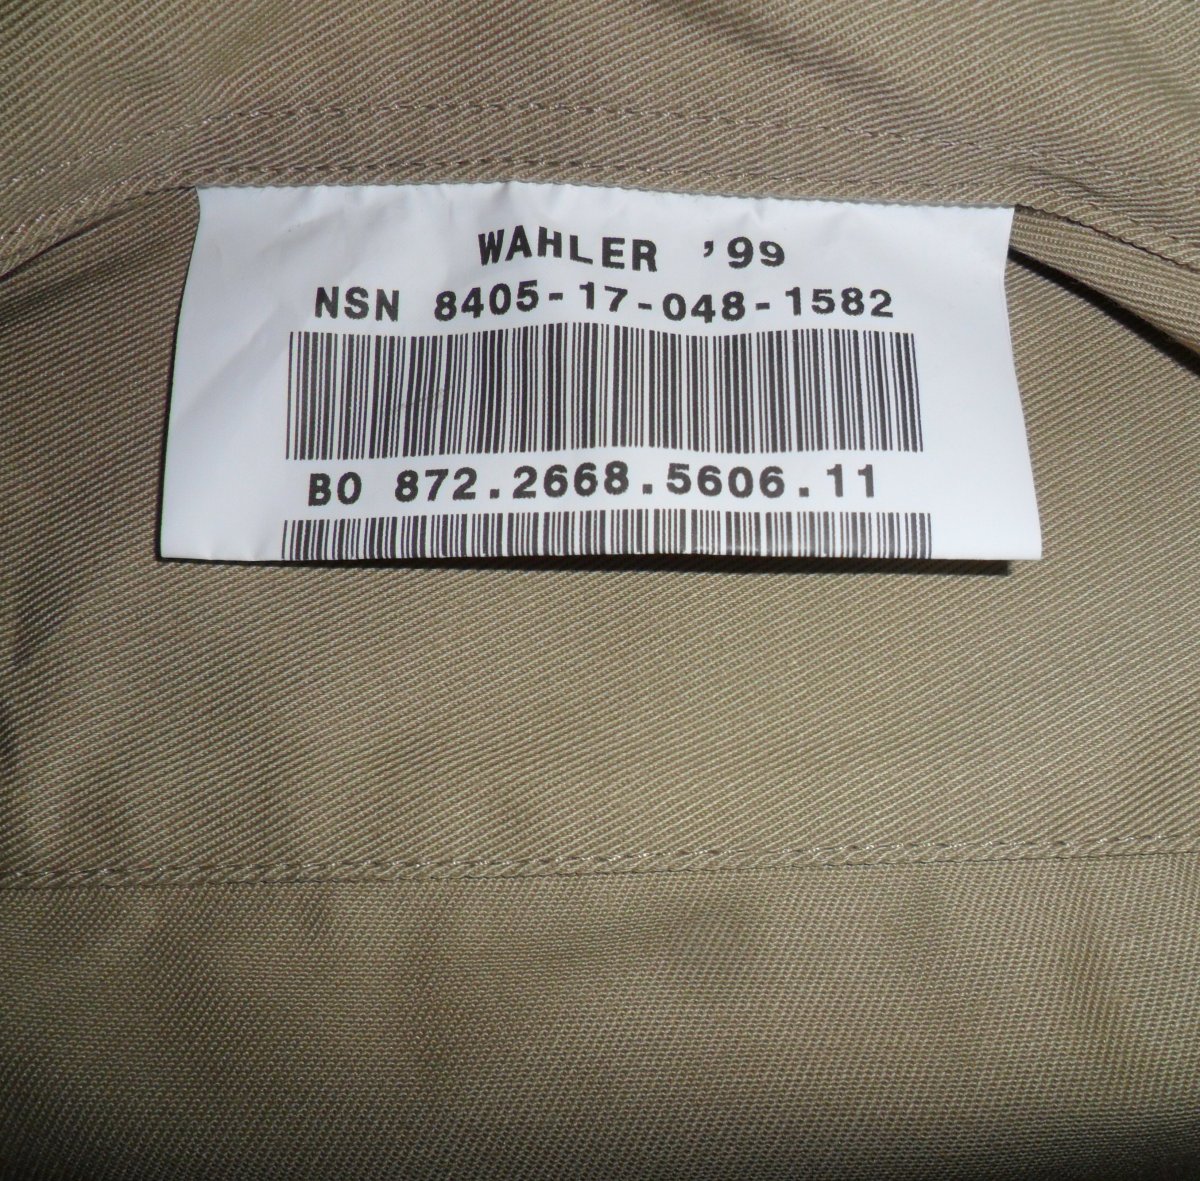 WAHLER '99
NSN 8405-17-048-1582
BO 872.2668.5606.11